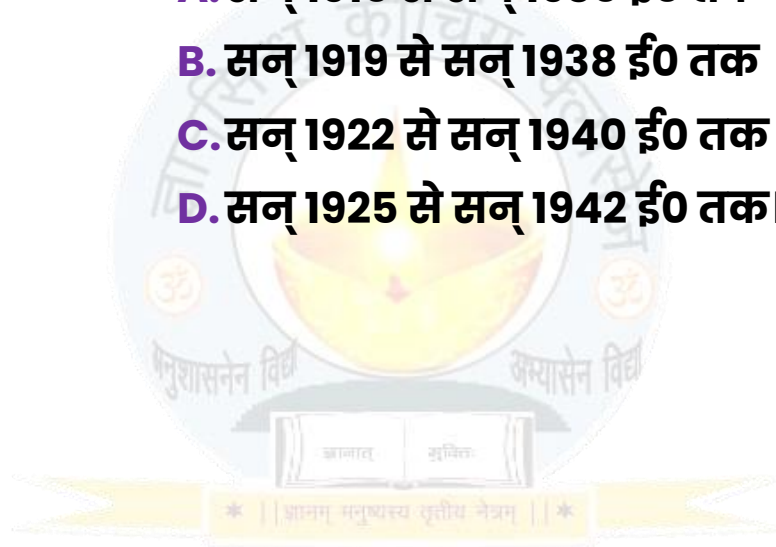 B. सन् 1919 से सन् 1938 ई0 तक
C. सन् 1922 से सन् 1940 ई0 तक
D. सन् 1925 से सन् 1942 ई0 तक।
ॐ ॐ
अनुशासनेन विद्या अभ्यासेन विद्या
ज्ञानात् मुक्तिः
* ||ज्ञानम् मनुष्यस्य तृतीय नेत्रम् || *